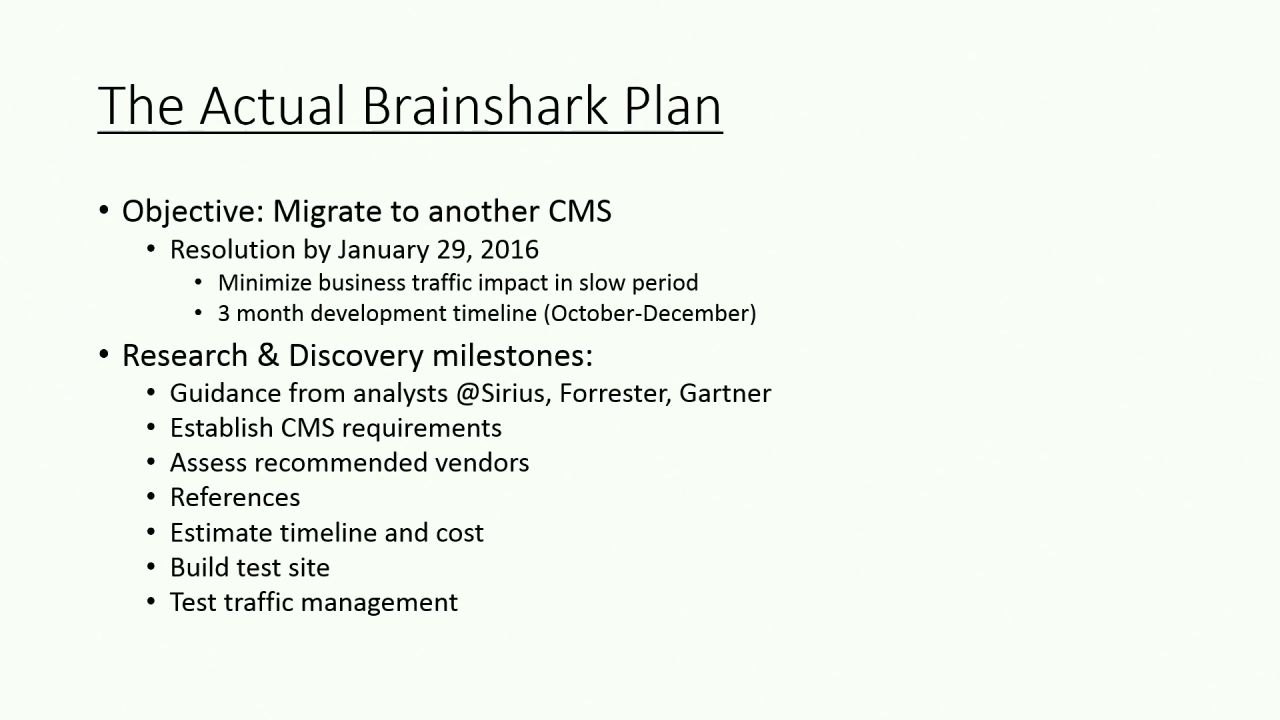 The Actual Brainshark Plan
• Objective: Migrate to another CMS
• Resolution by January 29, 2016
• Minimize business traffic impact in slow period
• 3 month development timeline (October-December)
• Research & Discovery milestones:
• Guidance from analysts @Sirius, Forrester, Gartner
• Establish CMS requirements
• Assess recommended vendors
• References
• Estimate timeline and cost
• Build test site
• Test traffic management